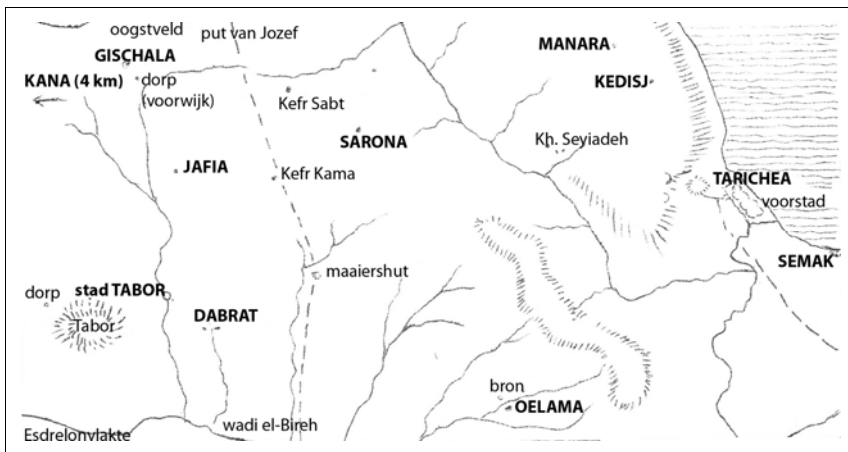 oogstveld
put van Jozef
GISCHALA
MANARA
KANA (4 km)
dorp
(voorwijk)
KEDISJ
Kefr Sabt
SARONA
Kh. Seyiadeh
JAFIA
Kefr Kama
TARICHEA
voorstad
maaiershut
SEMAK
dorp
stad TABOR
DABRAT
Tabor
bron
OELAMA
wadi el-Bireh
Esdrelonvlakte